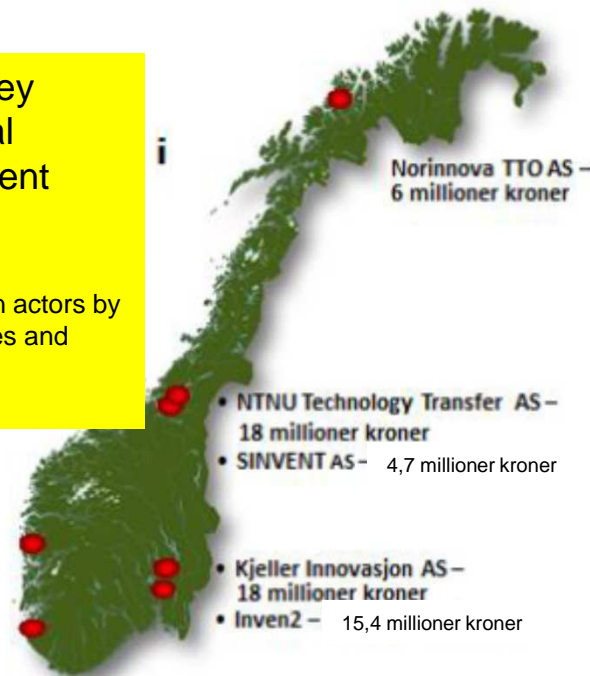 ey
al
ent
n actors by
es and
i
Norinnova TTO AS –
6 millioner kroner
• NTNU Technology Transfer AS –
18 millioner kroner
• SINVENT AS – 4,7 millioner kroner
• Kjeller Innovasjon AS –
18 millioner kroner
• Inven2 – 15,4 millioner kroner